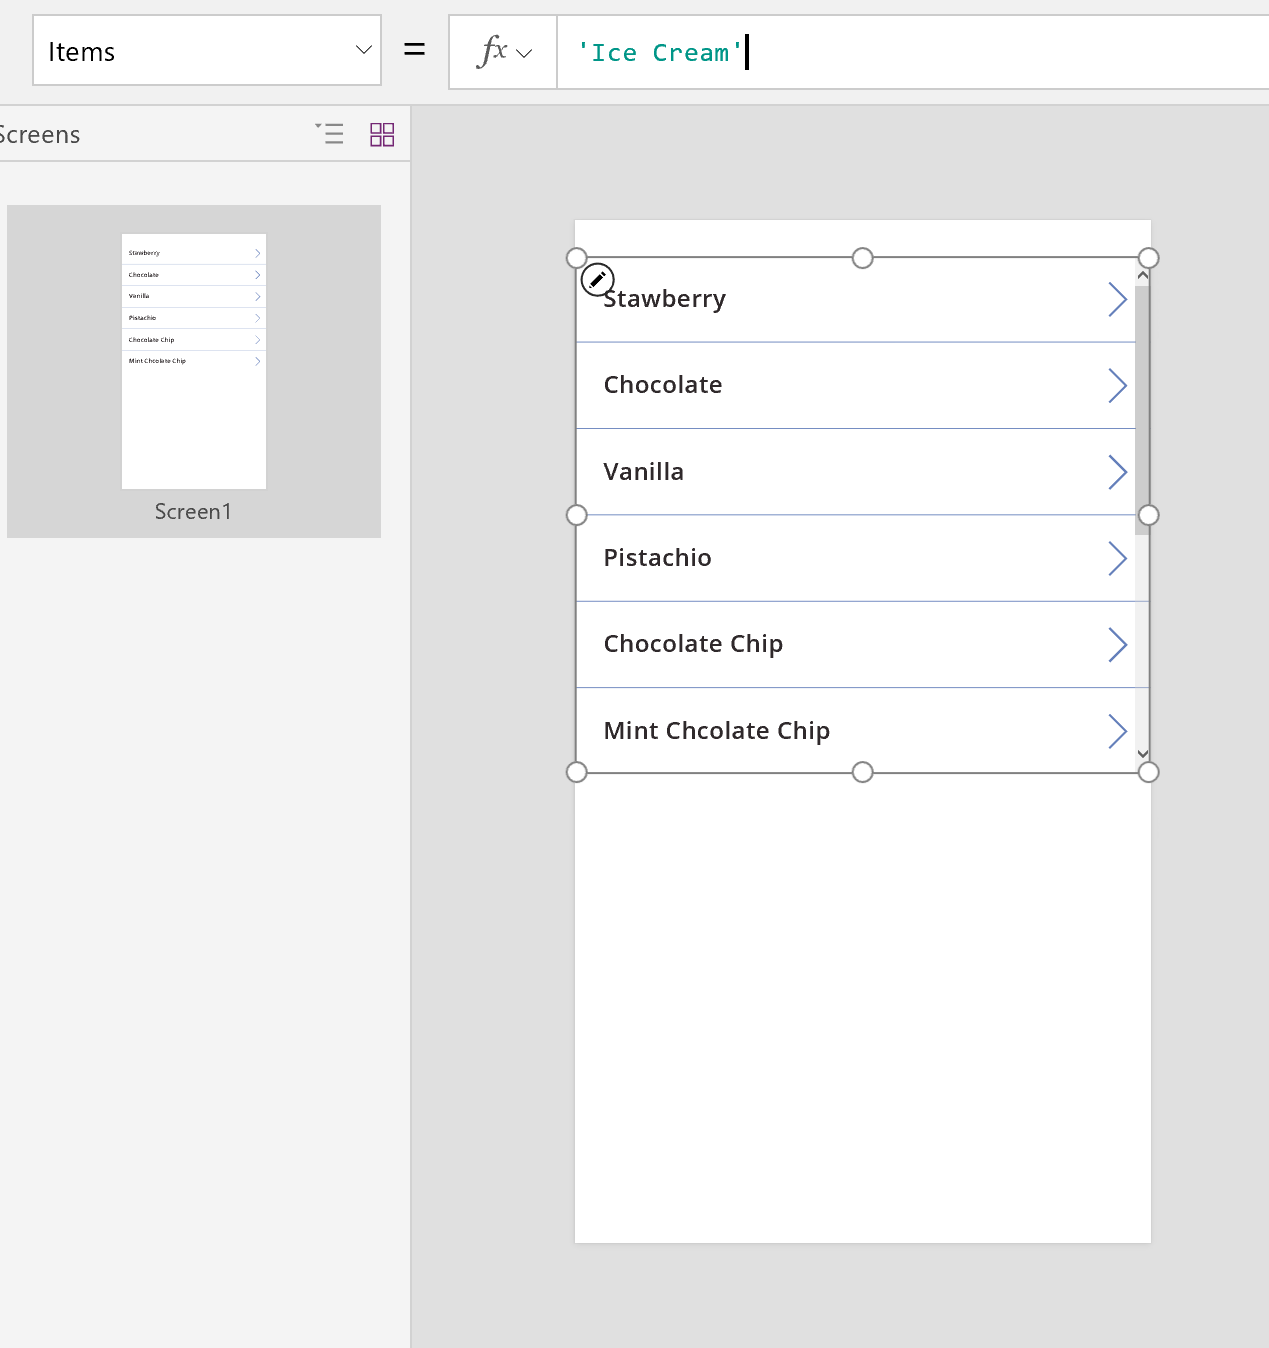 Items = fx 'Ice Cream'
Screens
Stawberry
Chocolate
Vanilla
Pistachio
Chocolate Chip
Mint Chcolate Chip
Screen1
Stawberry
Chocolate
Vanilla
Pistachio
Chocolate Chip
Mint Chcolate Chip